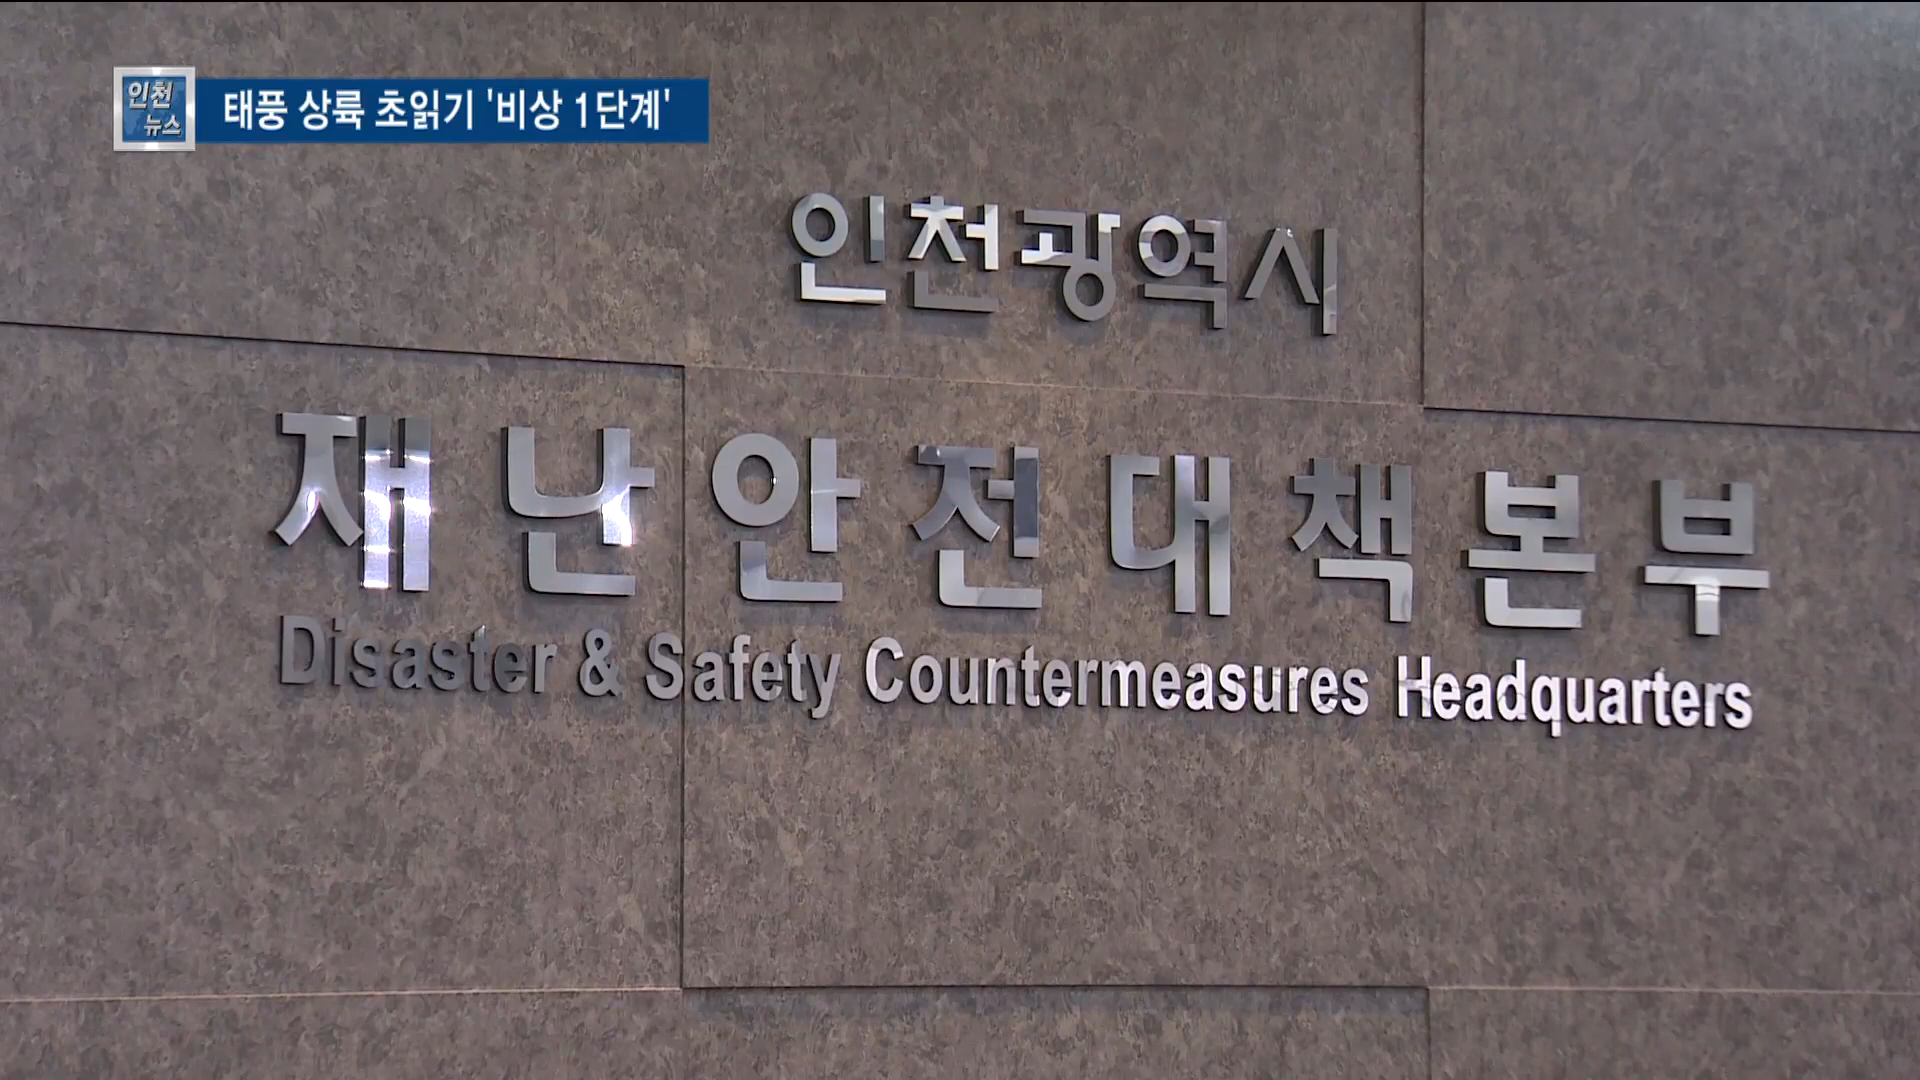 인천
뉴스
태풍 상륙 초읽기 '비상 1단계'
인천광역시
재난안전대책본부
Disaster & Safety Countermeasures Headquarters